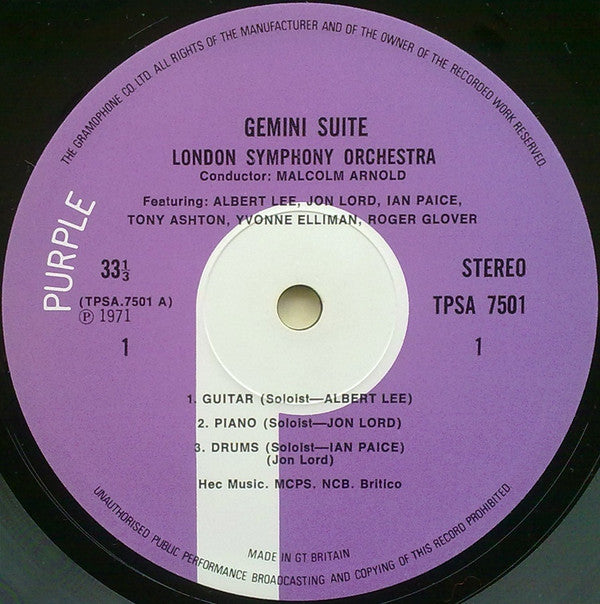 THE GRAMOPHONE CO. LTD. ALL RIGHTS OF THE MANUFACTURER AND OF THE OWNER OF THE RECORDED WORK RESERVED.
GEMINI SUITE
LONDON SYMPHONY ORCHESTRA
Conductor: MALCOLM ARNOLD
Featuring: ALBERT LEE, JON LORD, IAN PAICE,
TONY ASHTON, YVONNE ELLIMAN, ROGER GLOVER
PURPLE
33⅓
STEREO
(TPSA.7501 A)
TPSA 7501
Ⓟ 1971
1
1
1. GUITAR (Soloist—ALBERT LEE)
2. PIANO (Soloist—JON LORD)
3. DRUMS (Soloist—IAN PAICE)
(Jon Lord)
Hec Music. MCPS. NCB. Britico
MADE IN GT BRITAIN
UNAUTHORISED PUBLIC PERFORMANCE BROADCASTING AND COPYING OF THIS RECORD PROHIBITED